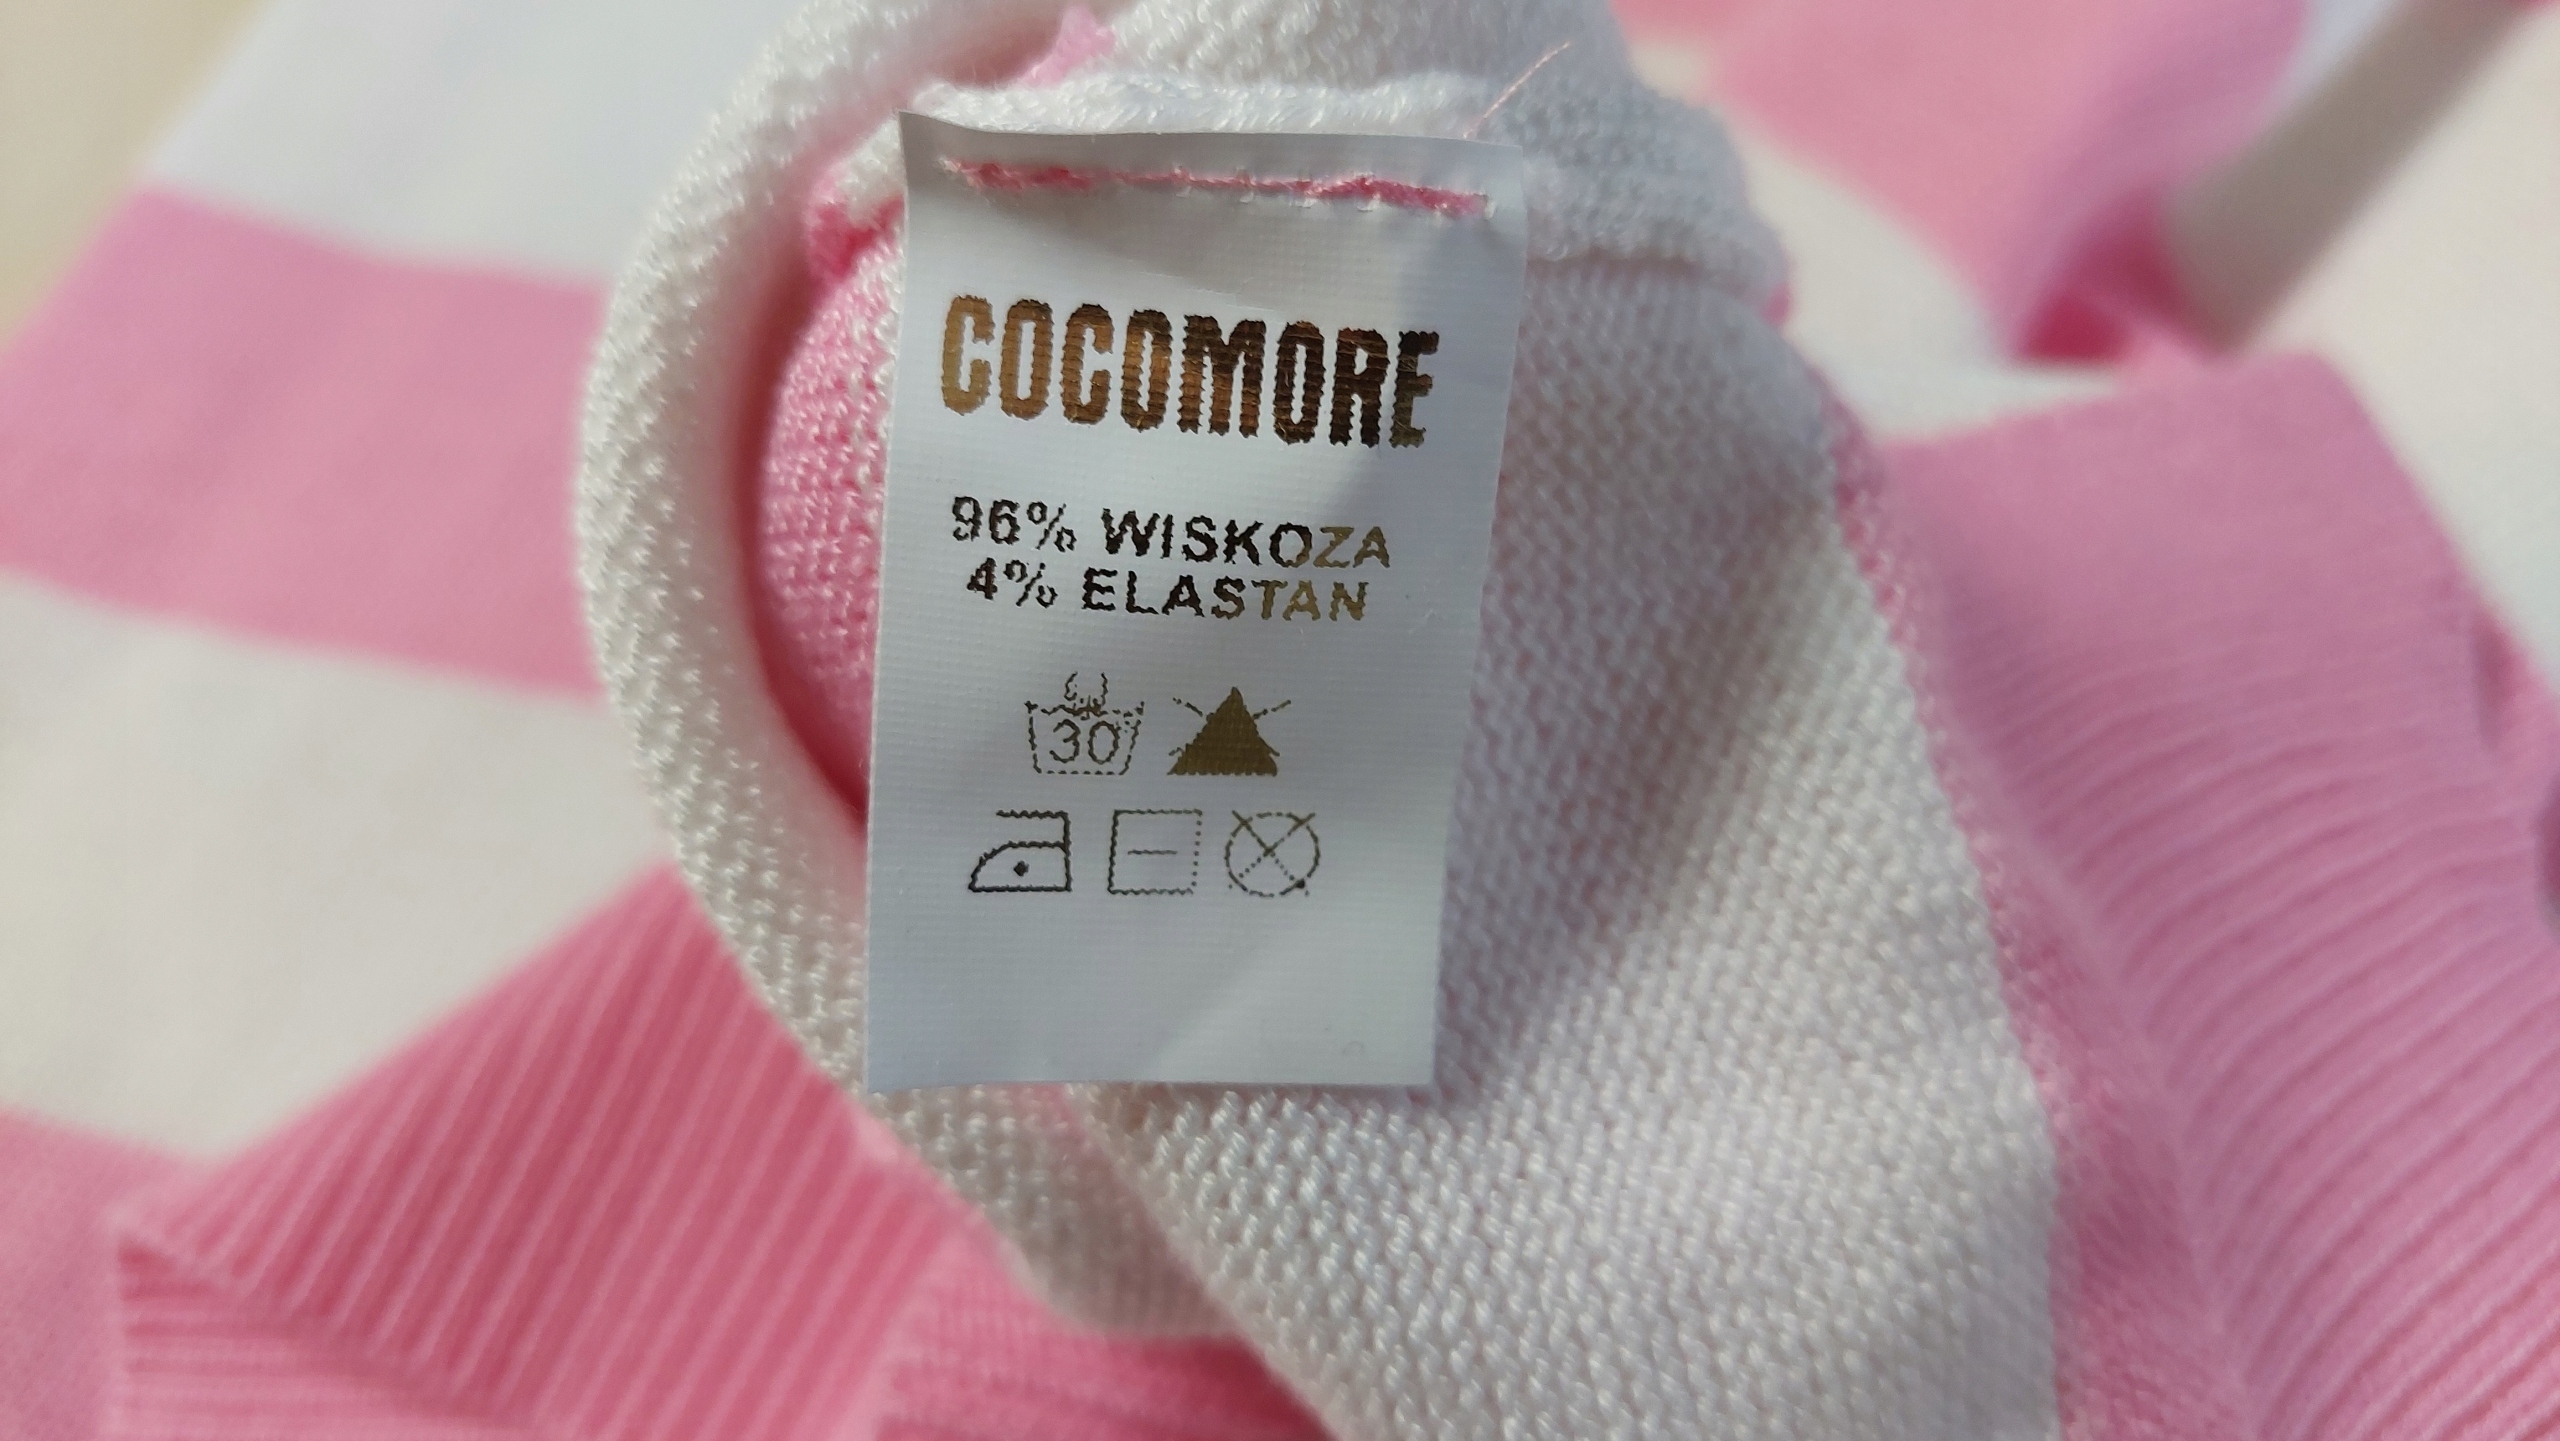 COCOMORE
96% WISKOZA
4% ELASTAN
30